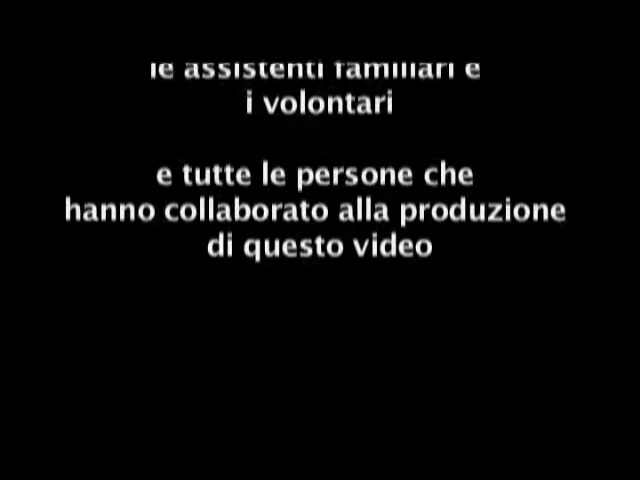 le assistenti familiari e
i volontari
e tutte le persone che
hanno collaborato alla produzione
di questo video